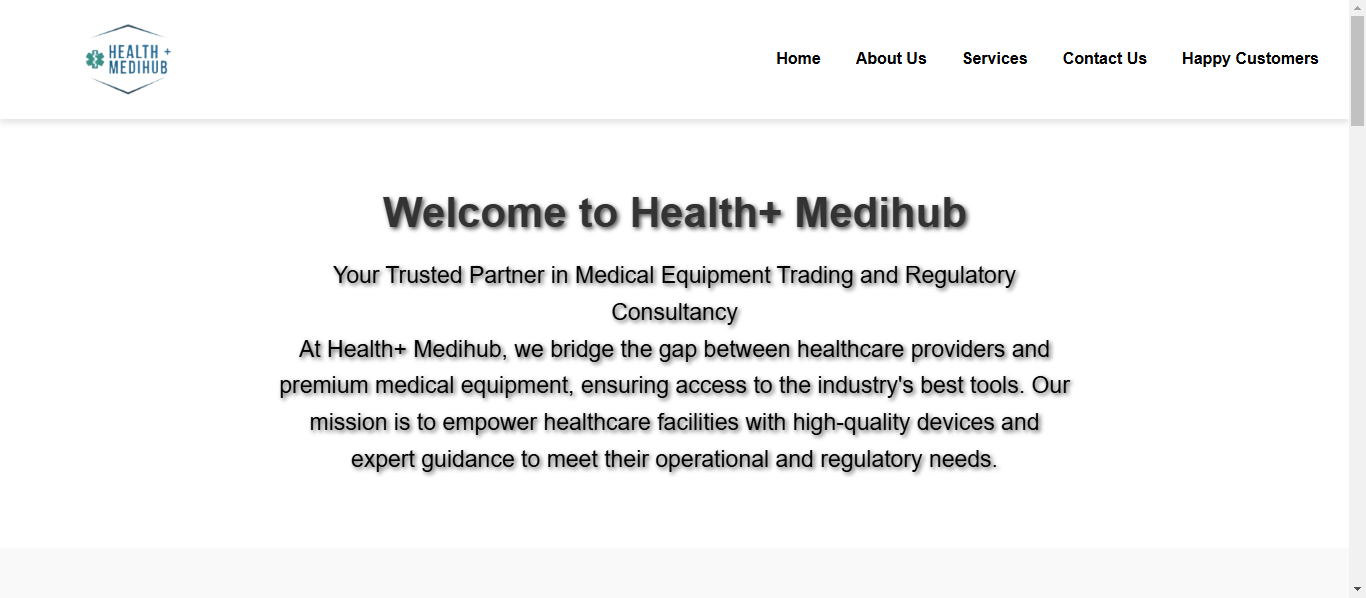 HEALTH +
MEDIHUB
Home About Us Services Contact Us Happy Customers
Welcome to Health+ Medihub
Your Trusted Partner in Medical Equipment Trading and Regulatory
Consultancy
At Health+ Medihub, we bridge the gap between healthcare providers and
premium medical equipment, ensuring access to the industry's best tools. Our
mission is to empower healthcare facilities with high-quality devices and
expert guidance to meet their operational and regulatory needs.